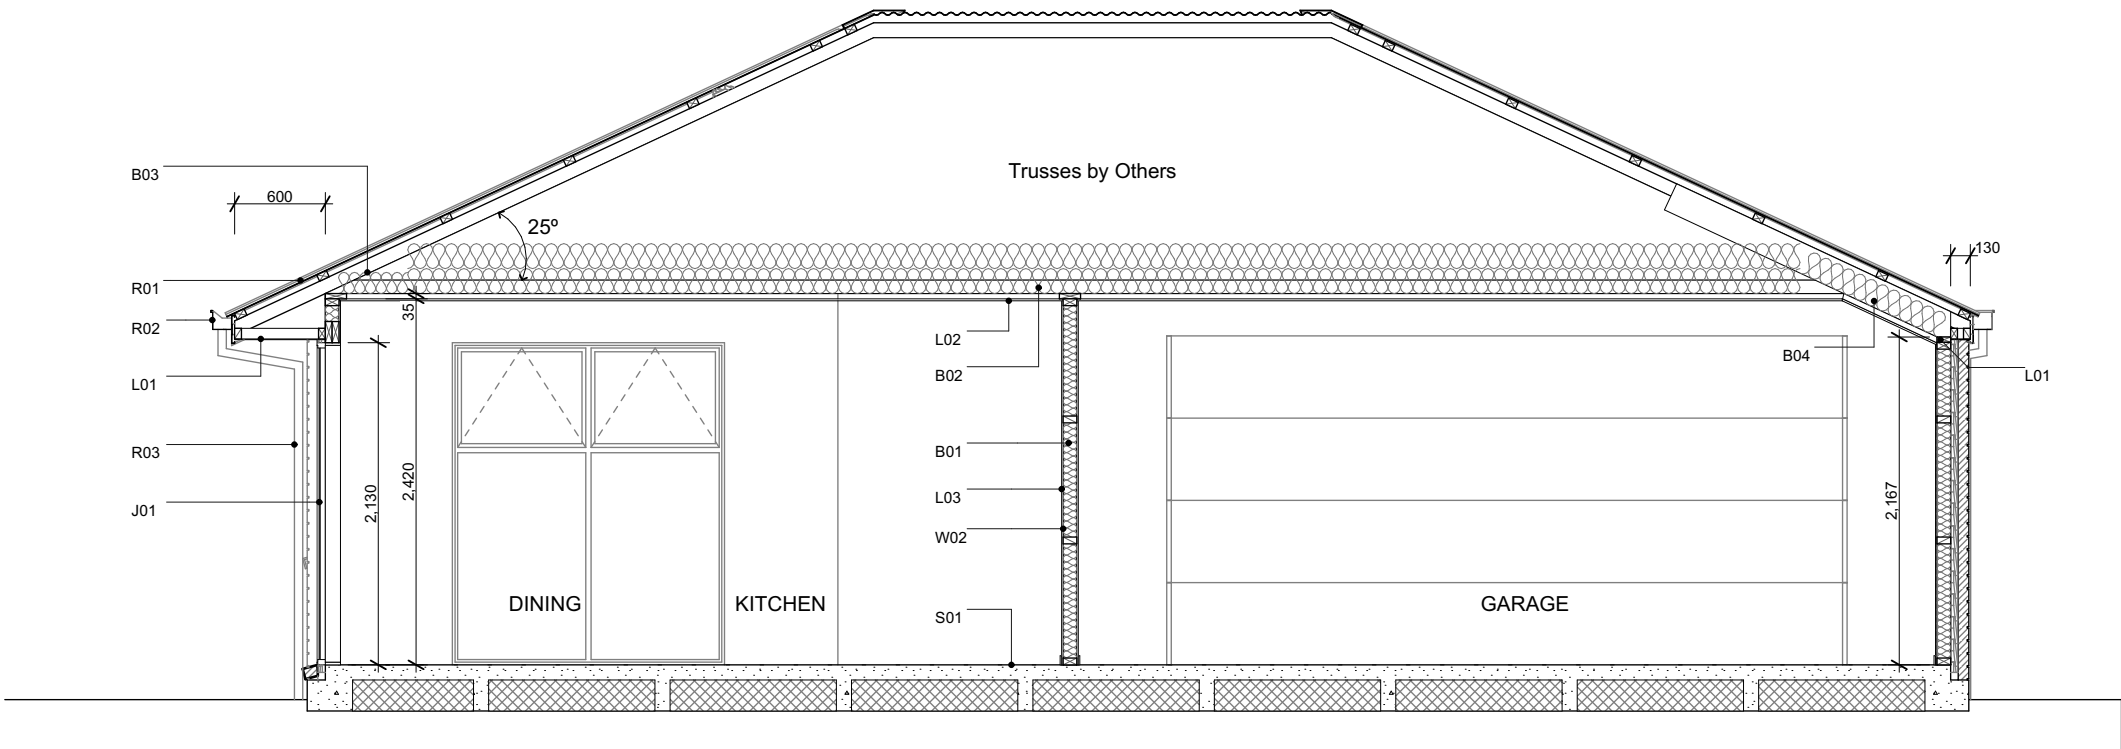 Trusses by Others
B03
600
25º
130
R01
R02
35
L02
B04
L01
B02
L01
R03
B01
2,130
2,420
L03
2,167
J01
W02
DINING
KITCHEN
GARAGE
S01